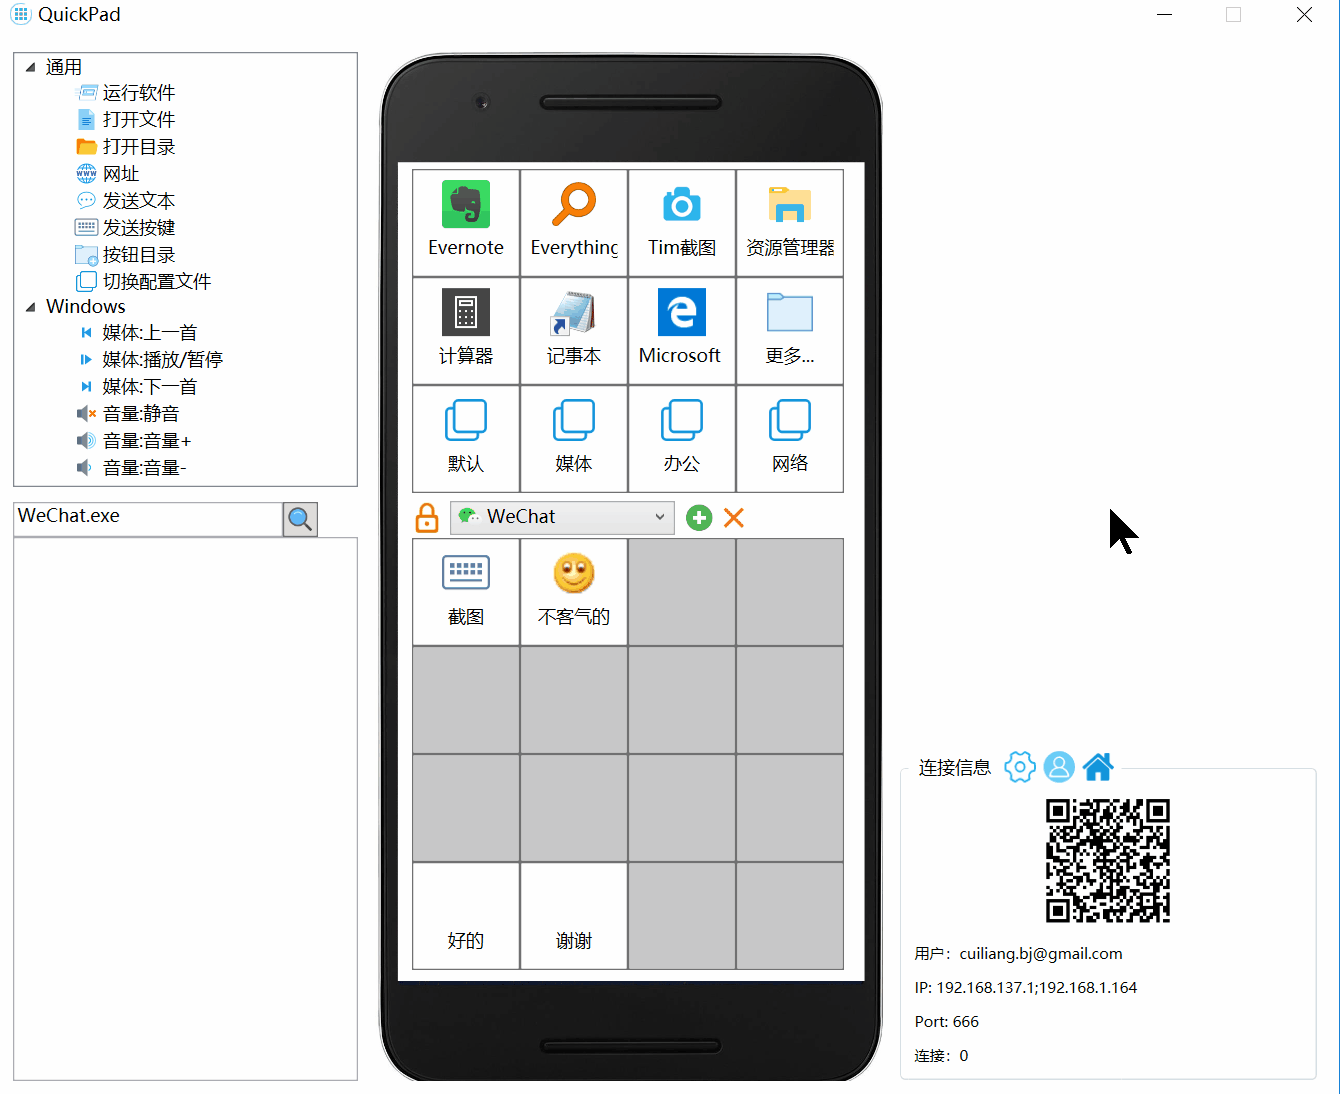 QuickPad
通用
运行软件
打开文件
打开目录
网址
发送文本
发送按键
按钮目录
切换配置文件
Windows
媒体:上一首
媒体:播放/暂停
媒体:下一首
音量:静音
音量:音量+
音量:音量-
WeChat.exe
Evernote
Everything
Tim截图
资源管理器
计算器
记事本
Microsoft
更多...
默认
媒体
办公
网络
WeChat
截图
不客气的
好的
谢谢
连接信息
用户：cuiliang.bj@gmail.com
IP: 192.168.137.1;192.168.1.164
Port: 666
连接：0